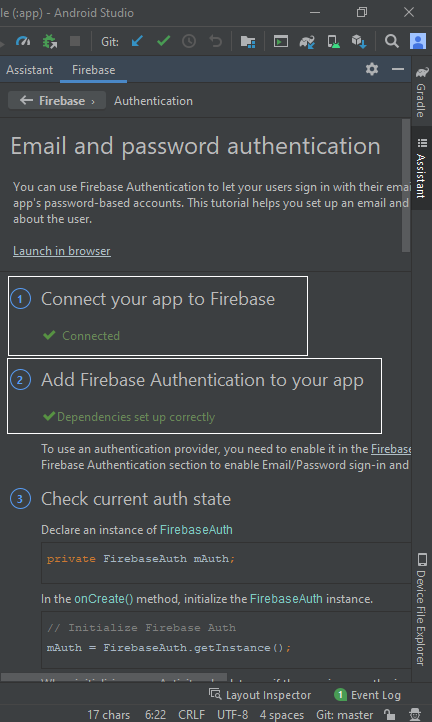 le (:app) - Android Studio
Git:
Assistant Firebase
Firebase › Authentication
Email and password authentication
You can use Firebase Authentication to let your users sign in with their
app's password-based accounts. This tutorial helps you set up an email and
about the user.
Launch in browser
1 Connect your app to Firebase
Connected
2 Add Firebase Authentication to your app
Dependencies set up correctly
To use an authentication provider, you need to enable it in the Firebase
Firebase Authentication section to enable Email/Password sign-in and
3 Check current auth state
Declare an instance of FirebaseAuth
private FirebaseAuth mAuth;
In the onCreate() method, initialize the FirebaseAuth instance.
// Initialize Firebase Auth
mAuth = FirebaseAuth.getInstance();
Gradle
Assistant
Device File Explorer
Layout Inspector 1 Event Log
17 chars 6:22 CRLF UTF-8 4 spaces Git: master